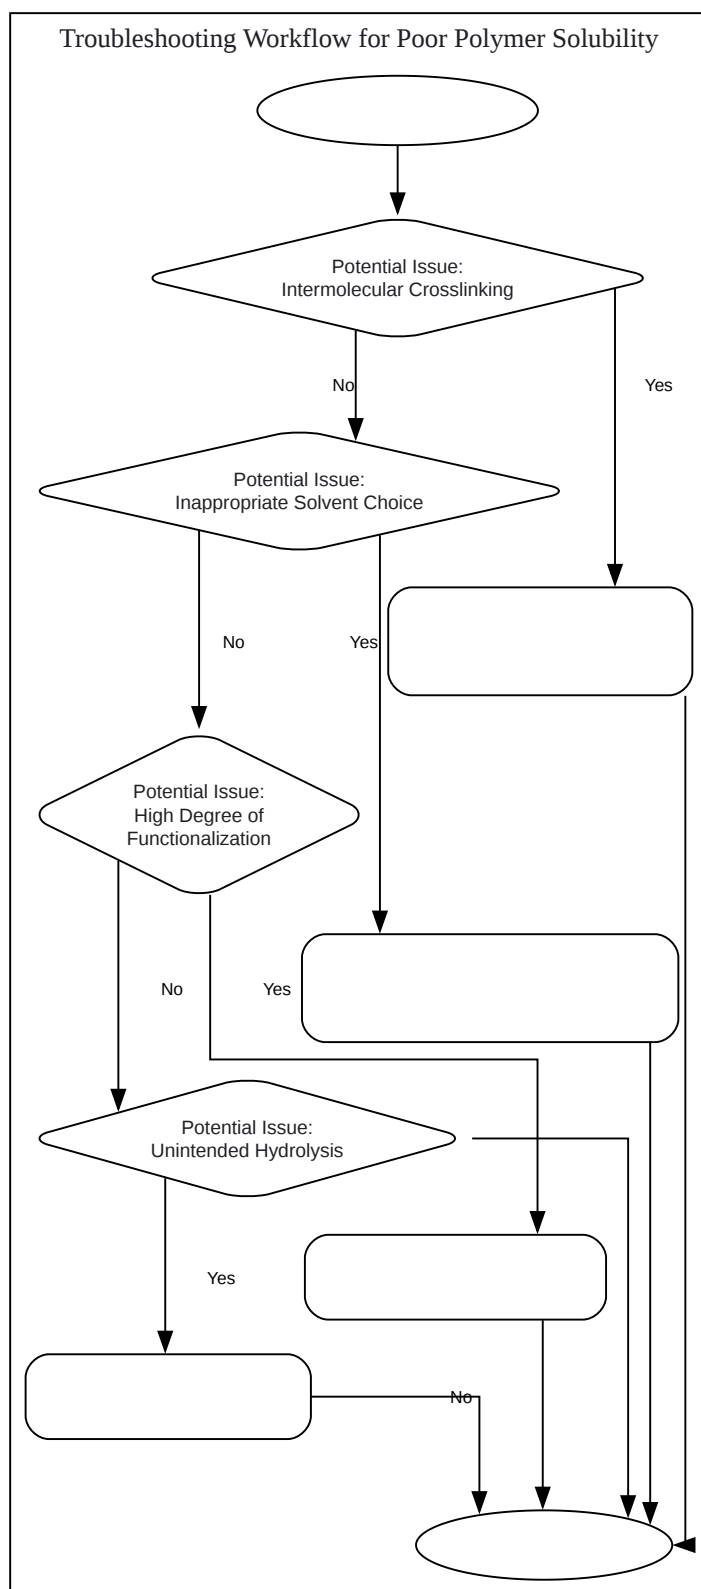 Troubleshooting Workflow for Poor Polymer Solubility
Potential Issue:
Intermolecular Crosslinking
No
Yes
Potential Issue:
Inappropriate Solvent Choice
No
Yes
Potential Issue:
High Degree of
Functionalization
No
Yes
Potential Issue:
Unintended Hydrolysis
Yes
No